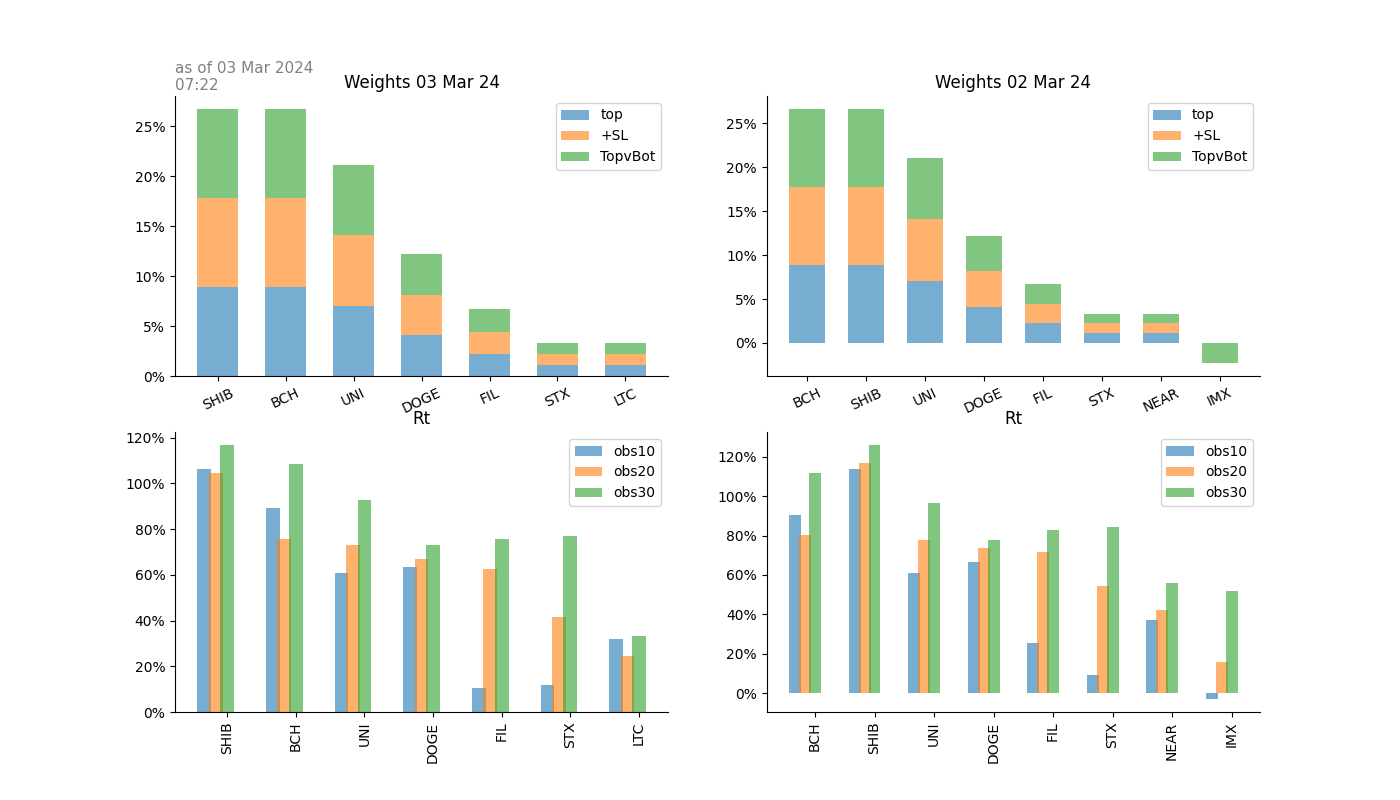 as of 03 Mar 2024
07:22
Weights 03 Mar 24
25%
20%
15%
10%
5%
0%
top
+SL
TopvBot
SHIB BCH UNI DOGE FIL STX LTC
Weights 02 Mar 24
25%
20%
15%
10%
5%
0%
top
+SL
TopvBot
BCH SHIB UNI DOGE FIL STX NEAR IMX
Rt
120%
100%
80%
60%
40%
20%
0%
obs10
obs20
obs30
SHIB BCH UNI DOGE FIL STX LTC
Rt
120%
100%
80%
60%
40%
20%
0%
obs10
obs20
obs30
BCH SHIB UNI DOGE FIL STX NEAR IMX